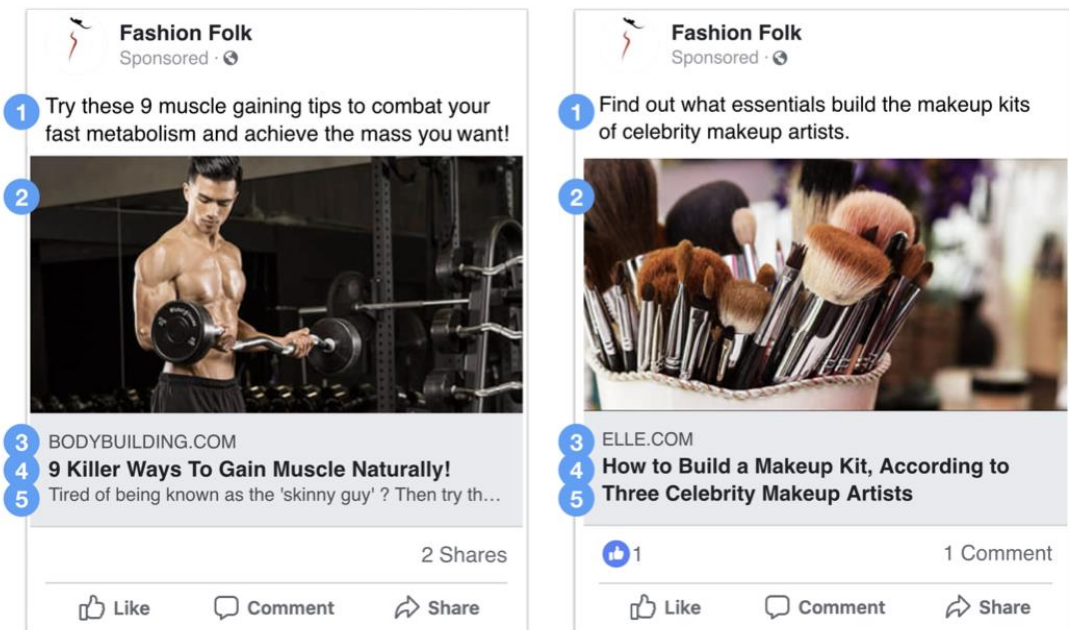 Fashion Folk
Sponsored ·
1 Try these 9 muscle gaining tips to combat your
fast metabolism and achieve the mass you want!
2
3 BODYBUILDING.COM
4 9 Killer Ways To Gain Muscle Naturally!
5 Tired of being known as the 'skinny guy' ? Then try th...
2 Shares
Like Comment Share
Fashion Folk
Sponsored ·
1 Find out what essentials build the makeup kits
of celebrity makeup artists.
2
3 ELLE.COM
4 How to Build a Makeup Kit, According to
5 Three Celebrity Makeup Artists
1 1 Comment
Like Comment Share